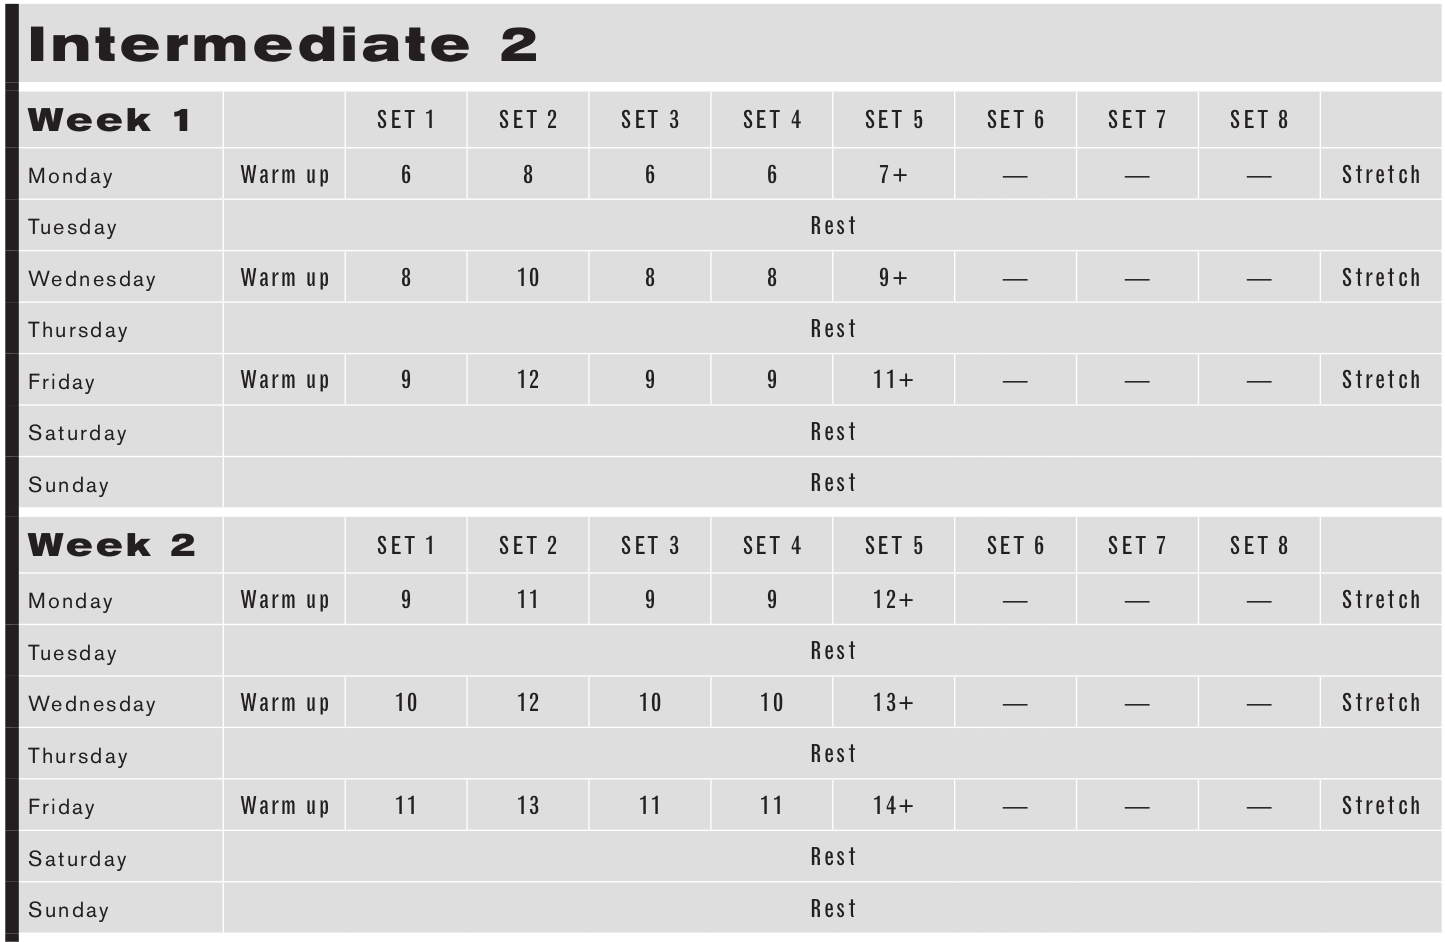 Intermediate 2
Week 1 SET 1 SET 2 SET 3 SET 4 SET 5 SET 6 SET 7 SET 8
Monday Warm up 6 8 6 6 7+ — — — Stretch
Tuesday Rest
Wednesday Warm up 8 10 8 8 9+ — — — Stretch
Thursday Rest
Friday Warm up 9 12 9 9 11+ — — — Stretch
Saturday Rest
Sunday Rest
Week 2 SET 1 SET 2 SET 3 SET 4 SET 5 SET 6 SET 7 SET 8
Monday Warm up 9 11 9 9 12+ — — — Stretch
Tuesday Rest
Wednesday Warm up 10 12 10 10 13+ — — — Stretch
Thursday Rest
Friday Warm up 11 13 11 11 14+ — — — Stretch
Saturday Rest
Sunday Rest